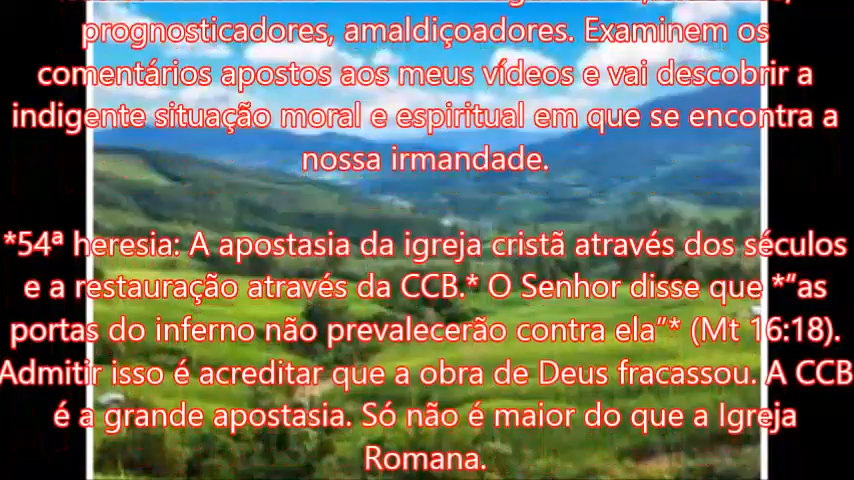 prognosticadores, amaldiçoadores. Examinem os
comentários apostos aos meus vídeos e vai descobrir a
indigente situação moral e espiritual em que se encontra a
nossa irmandade.
*54ª heresia: A apostasia da igreja cristã através dos séculos
e a restauração através da CCB.* O Senhor disse que *"as
portas do inferno não prevalecerão contra ela"* (Mt 16:18).
Admitir isso é acreditar que a obra de Deus fracassou. A CCB
é a grande apostasia. Só não é maior do que a Igreja
Romana.